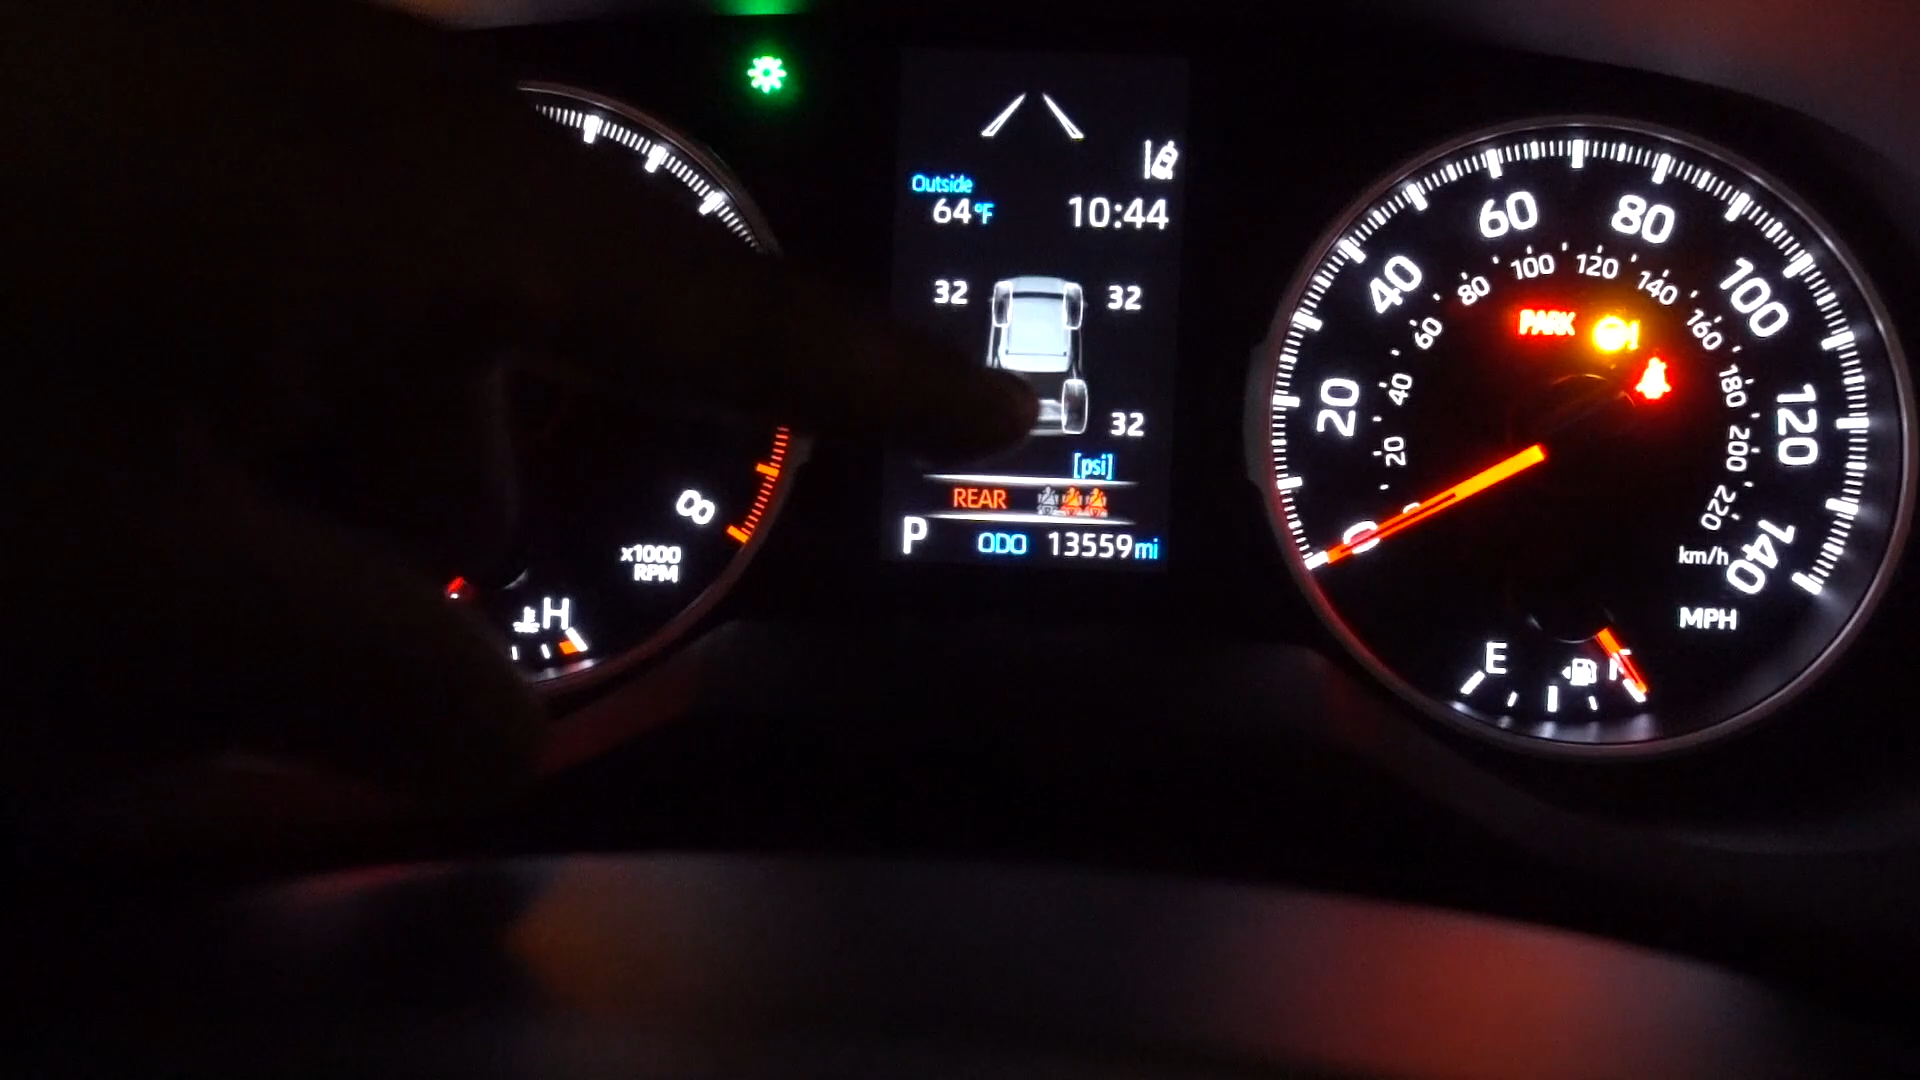 Outside
64°F 10:44
32 32
32
[psi]
REAR
P ODO 13559mi
8
x1000
RPM
H
0 20 40 60 80 100 120 140
20 40 60 80 100 120 140 160 180 200 220
km/h
MPH
PARK
E F